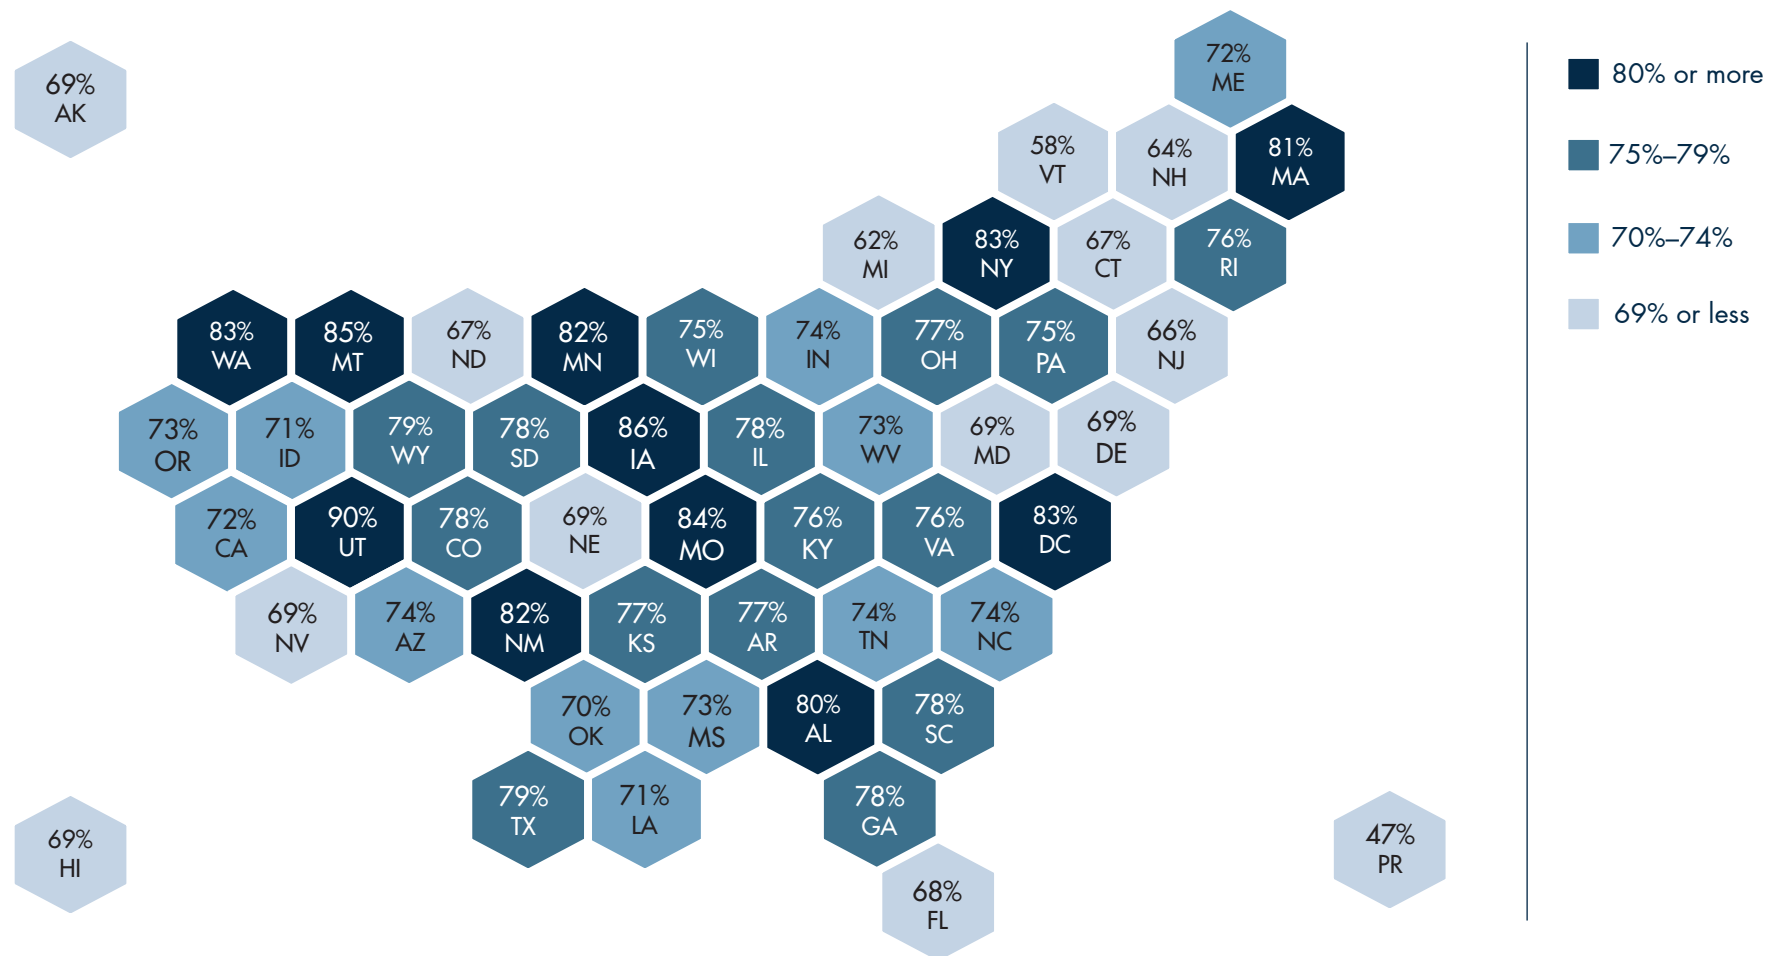 72%
ME
80% or more
69%
AK
58%
VT
64%
NH
81%
MA
75%–79%
62%
MI
83%
NY
67%
CT
76%
RI
70%–74%
83%
WA
85%
MT
67%
ND
82%
MN
75%
WI
74%
IN
77%
OH
75%
PA
66%
NJ
69% or less
73%
OR
71%
ID
79%
WY
78%
SD
86%
IA
78%
IL
73%
WV
69%
MD
69%
DE
72%
CA
90%
UT
78%
CO
69%
NE
84%
MO
76%
KY
76%
VA
83%
DC
69%
NV
74%
AZ
82%
NM
77%
KS
77%
AR
74%
TN
74%
NC
70%
OK
73%
MS
80%
AL
78%
SC
79%
TX
71%
LA
78%
GA
69%
HI
47%
PR
68%
FL